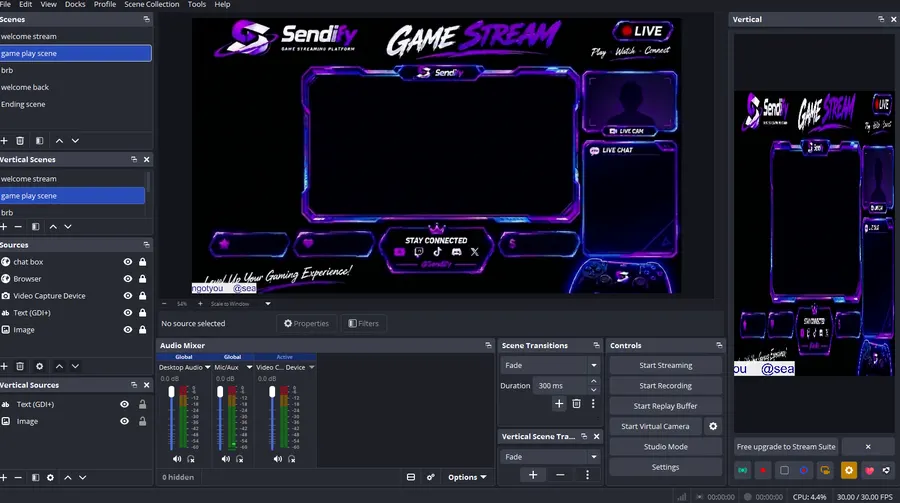 File Edit View Docks Profile Scene Collection Tools Help
Scenes
welcome stream
game play scene
brb
welcome back
Ending scene
Vertical Scenes
welcome stream
game play scene
brb
Sources
chat box
Browser
Video Capture Device
Text (GDI+)
Image
Vertical Sources
Text (GDI+)
Image
Sendify
GAME STREAMING PLATFORM
GAME STREAM
LIVE
Play · Watch · Connect
Sendify
LIVE CAM
LIVE CHAT
STAY CONNECTED
@Sendify
Level Up Your Gaming Experience!
ngotyou @sea
54%
Scale to Window
No source selected
Properties
Filters
Audio Mixer
Global
Global
Active
Desktop Audio
Mic/Aux
Video C... Device
0.0 dB
0.0 dB
0.0 dB
0 hidden
Options
Scene Transitions
Fade
Duration 300 ms
Vertical Scene Tra...
Fade
Controls
Start Streaming
Start Recording
Start Replay Buffer
Start Virtual Camera
Studio Mode
Settings
Vertical
Sendify
GAME STREAM
LIVE
STAY CONNECTED
ou @sea
Free upgrade to Stream Suite
00:00:00
00:00:00
CPU: 4.4%
30.00 / 30.00 FPS